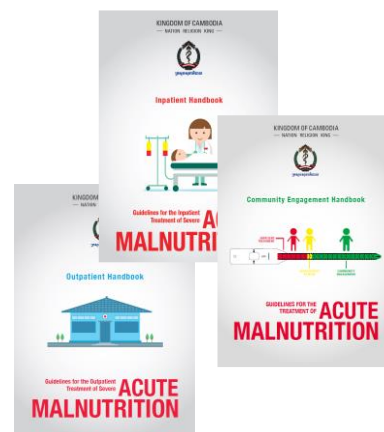 KINGDOM OF CAMBODIA
NATION RELIGION KING
Inpatient Handbook
Guidelines for the Inpatient
Treatment of Severe
AC
MALNUTRI
KINGDOM OF CAMBODIA
NATION RELIGION KING
Community Engagement Handbook
GUIDELINES FOR THE
TREATMENT OF
ACUTE
MALNUTRITION
KINGDOM
Outpatient Handbook
Guidelines for the Outpatient
Treatment of Severe
ACUTE
MALNUTRITION